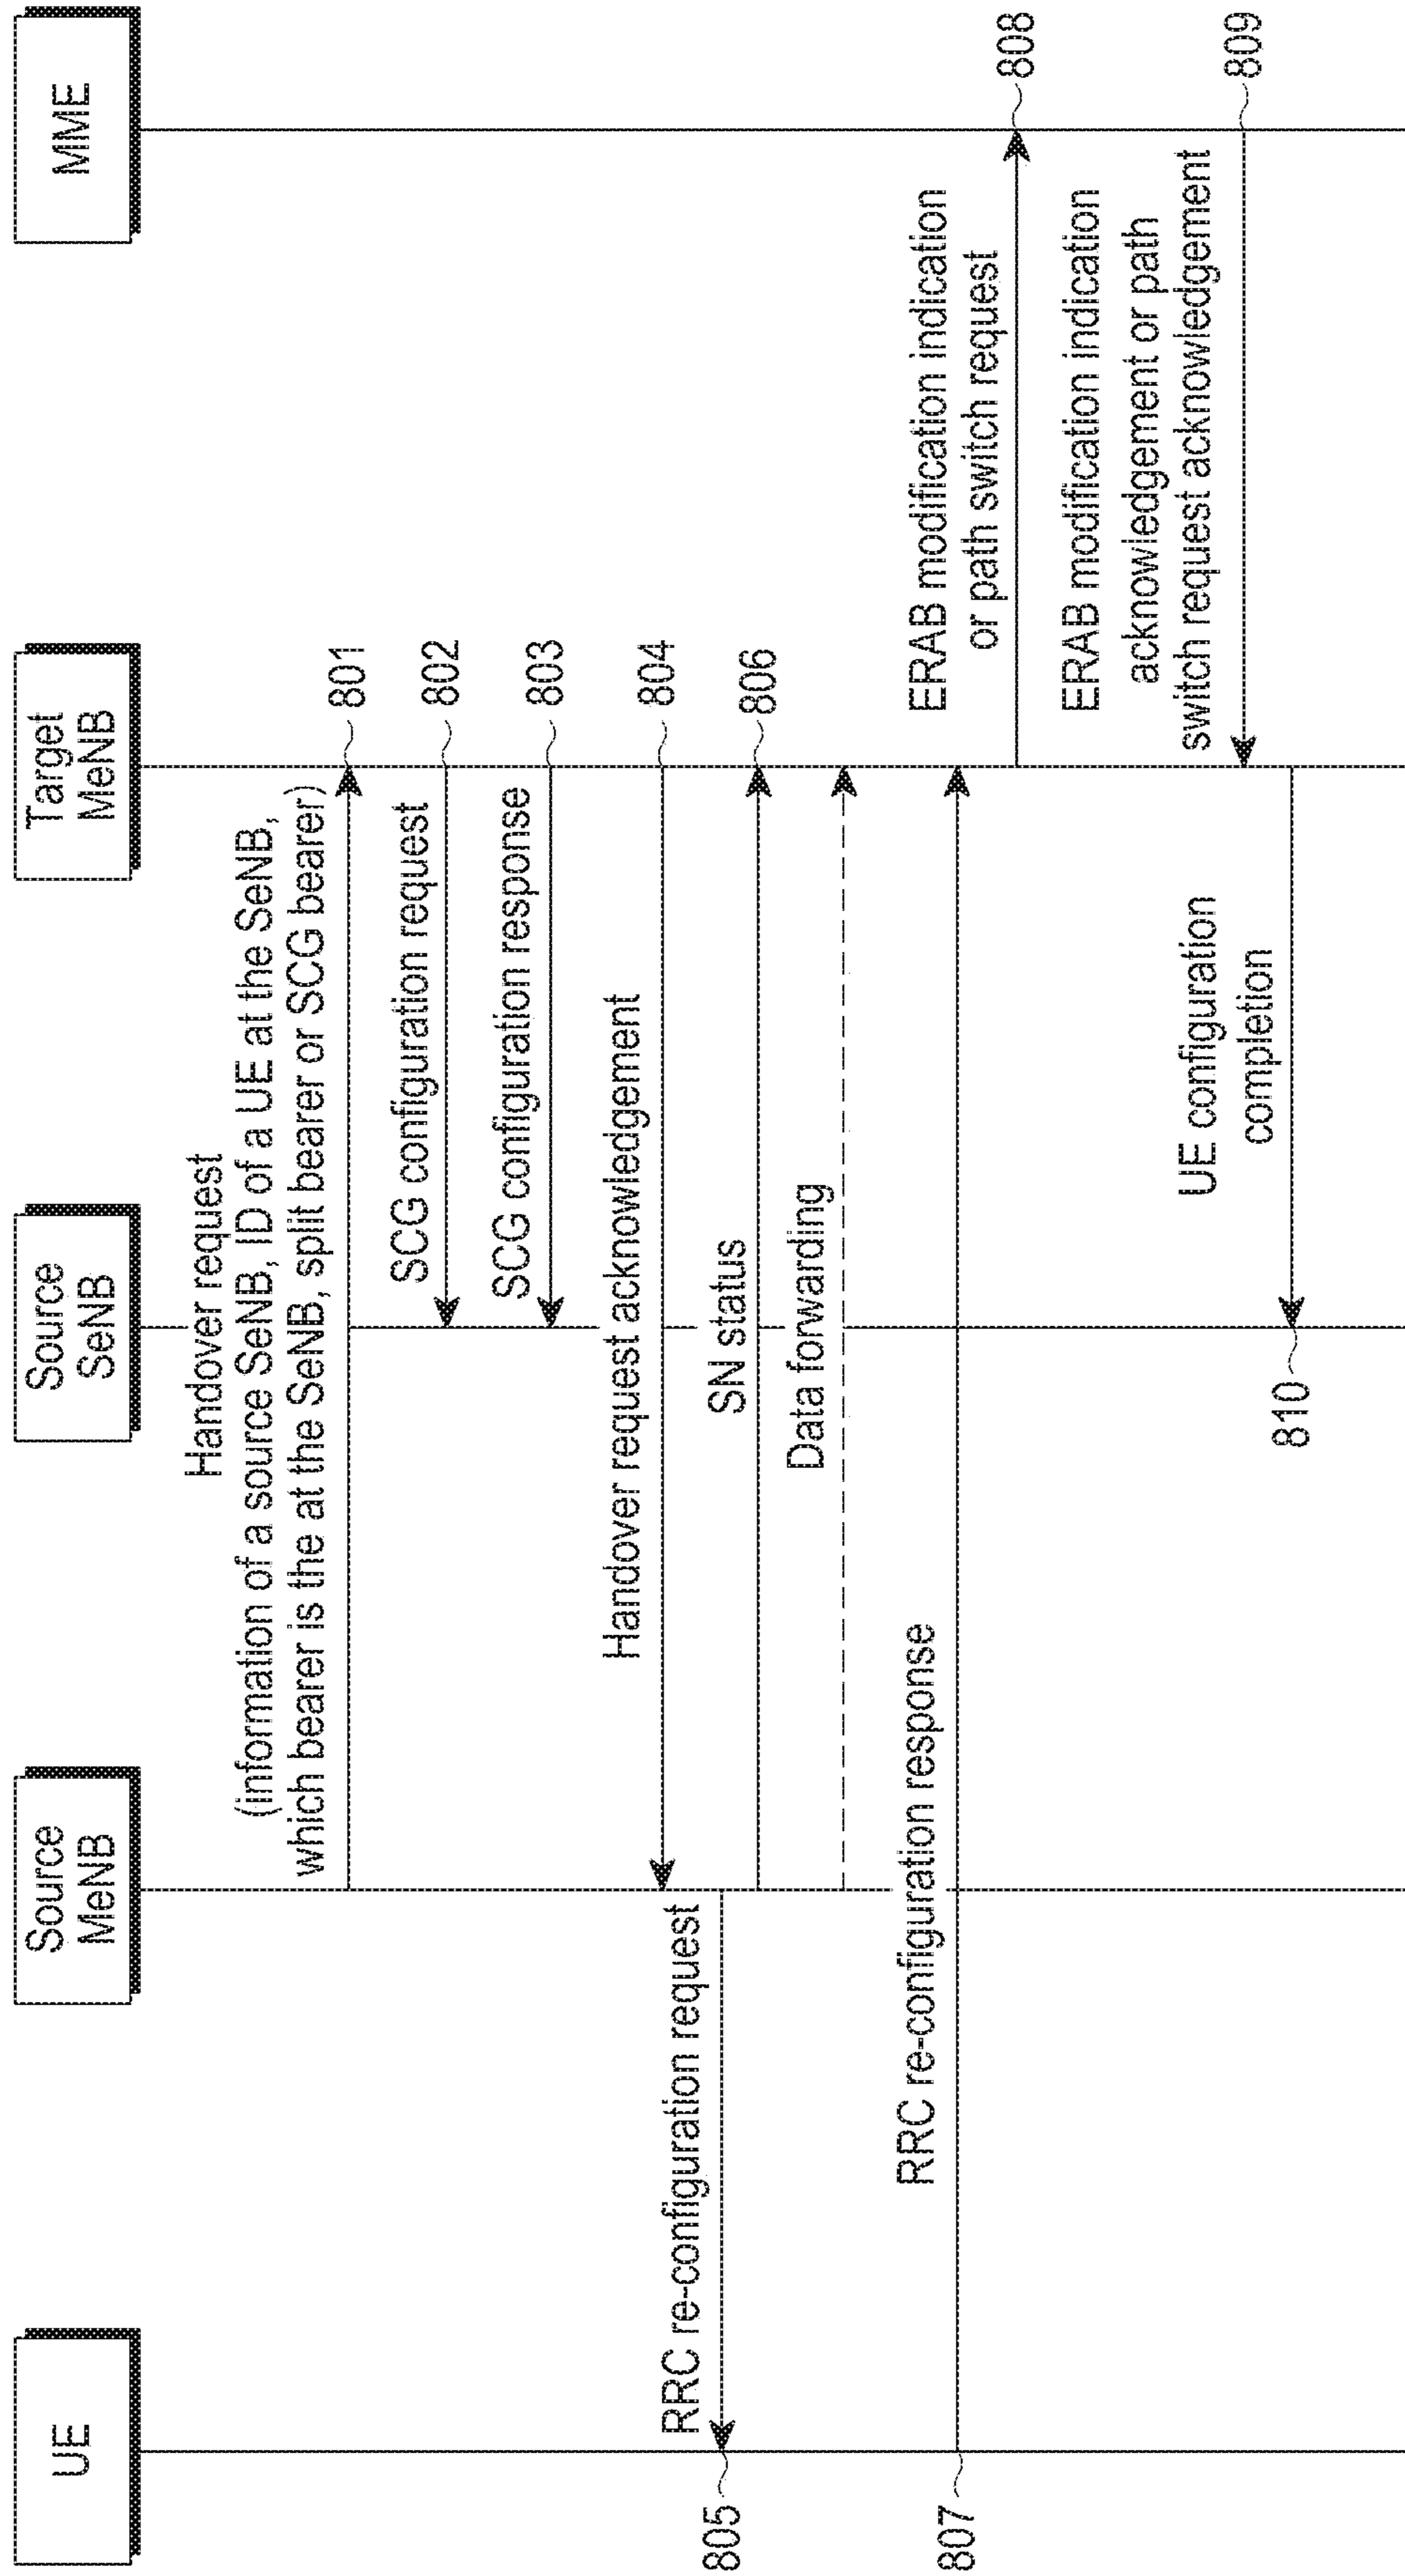 UE
Source
MeNB
Source
SeNB
Target
MeNB
MME
Handover request
(information of a source SeNB, ID of a UE at the SeNB,
which bearer is the at the SeNB, split bearer or SCG bearer)
801
SCG configuration request
802
SCG configuration response
803
Handover request acknowledgement
804
RRC re-configuration request
805
SN status
806
Data forwarding
RRC re-configuration response
807
ERAB modification indication
or path switch request
808
ERAB modification indication
acknowledgement or path
switch request acknowledgement
809
UE configuration
completion
810